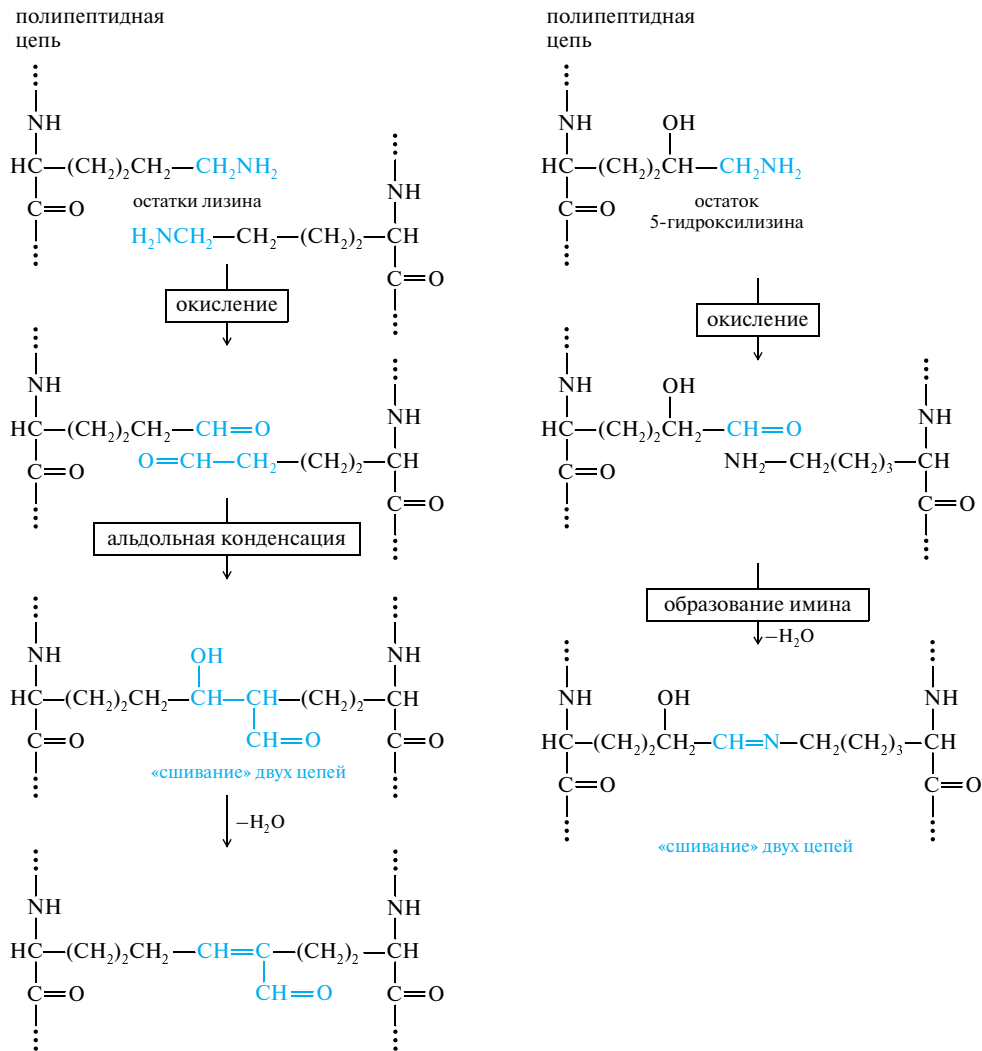 полипептидная
цепь
NH
HC—(CH₂)₂CH₂—CH₂NH₂
C=O
остатки лизина
NH
H₂NCH₂—CH₂—(CH₂)₂—CH
C=O
окисление
NH
HC—(CH₂)₂CH₂—CH=O
C=O
NH
O=CH—CH₂—(CH₂)₂—CH
C=O
альдольная конденсация
NH
OH
NH
HC—(CH₂)₂CH₂—CH—CH—(CH₂)₂—CH
C=O
CH=O
C=O
«сшивание» двух цепей
–H₂O
NH
NH
HC—(CH₂)₂CH₂—CH=C—(CH₂)₂—CH
C=O
CH=O
C=O
полипептидная
цепь
NH
OH
HC—(CH₂)₂CH—CH₂NH₂
C=O
остаток
5-гидроксилизина
окисление
NH
OH
HC—(CH₂)₂CH₂—CH=O
C=O
NH
NH₂—CH₂(CH₂)₃—CH
C=O
образование имина
–H₂O
NH
OH
NH
HC—(CH₂)₂CH₂—CH=N—CH₂(CH₂)₃—CH
C=O
C=O
«сшивание» двух цепей